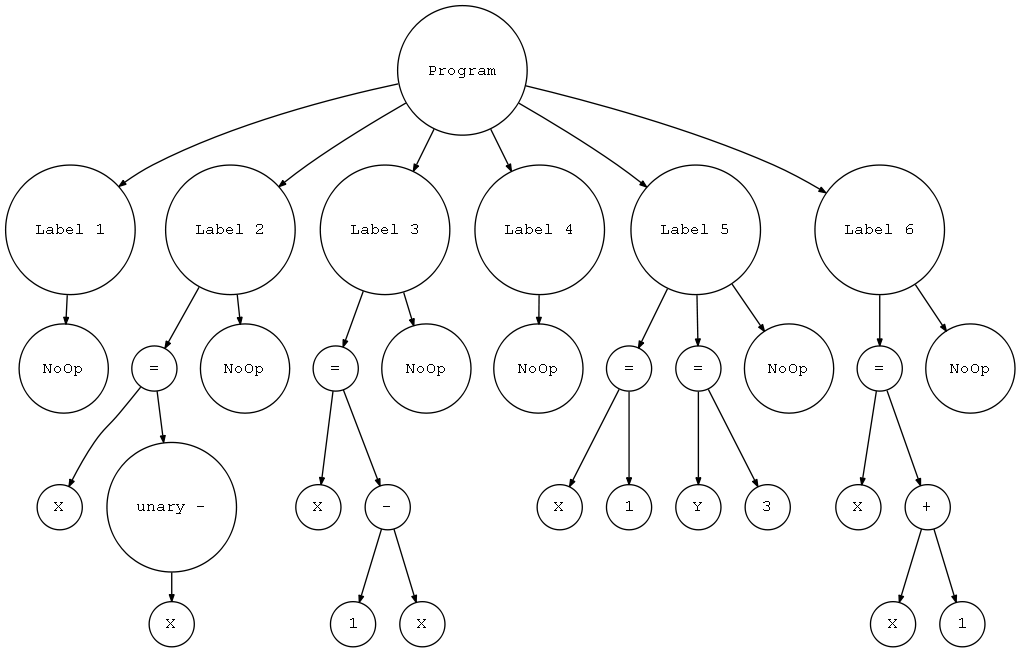 Program
Label 1 Label 2 Label 3 Label 4 Label 5 Label 6
NoOp = NoOp = NoOp NoOp = = NoOp = NoOp
X unary - X - X 1 Y 3 X +
X 1 X X 1